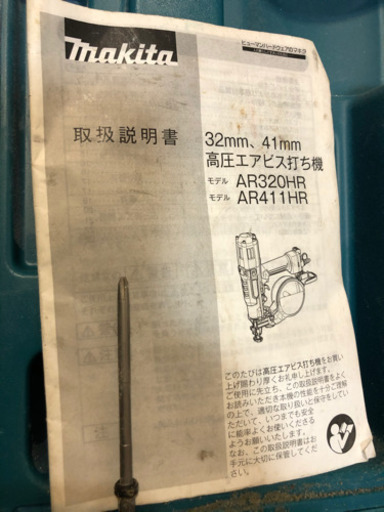 makita
ヒューマンハードウェアのマキタ
取扱説明書
32mm、41mm
高圧エアビス打ち機
モデル AR320HR
モデル AR411HR
このたびは高圧エアビス打ち機をお買い
上げ賜わり厚くお礼申し上げます。
ご使用に先立ち、この取扱説明書をよく
お読みいただき本機の性能を十分ご理解
の上で、適切な取り扱いと保守をしてい
ただいて、いつまでも安全
に能率よくお使いくださる
ようお願いいたします。
なお、この取扱説明書はお
手元に大切に保管してくだ